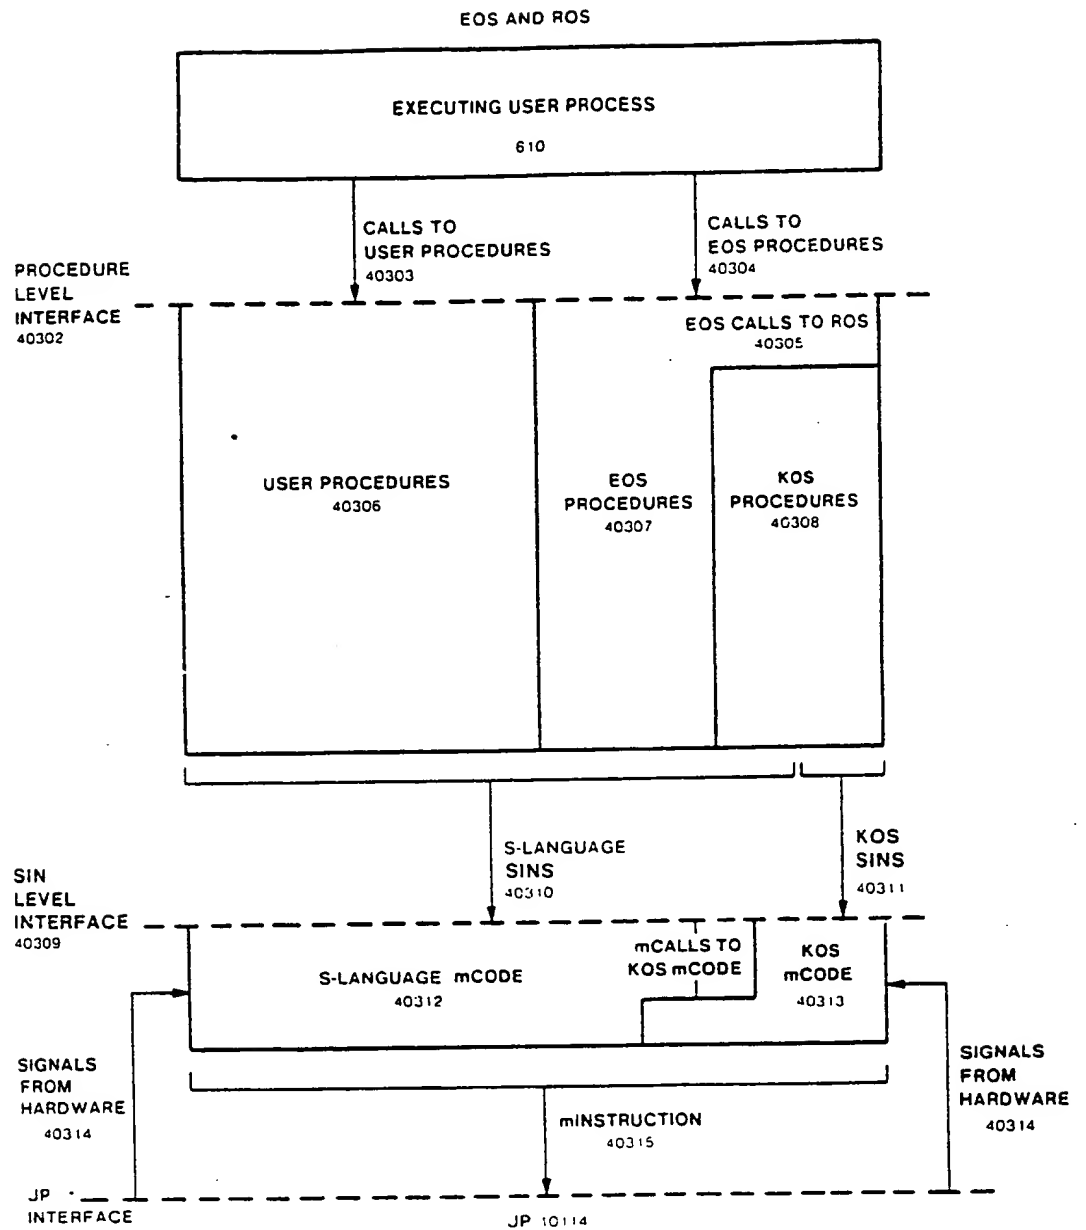 EOS AND ROS
EXECUTING USER PROCESS
610
CALLS TO
USER PROCEDURES
40303
CALLS TO
EOS PROCEDURES
40304
PROCEDURE
LEVEL
INTERFACE
40302
EOS CALLS TO ROS
40305
USER PROCEDURES
40306
EOS
PROCEDURES
40307
KOS
PROCEDURES
40308
S-LANGUAGE
SINS
40310
KOS
SINS
40311
SIN
LEVEL
INTERFACE
40309
S-LANGUAGE mCODE
40312
mCALLS TO
KOS mCODE
KOS
mCODE
40313
SIGNALS
FROM
HARDWARE
40314
SIGNALS
FROM
HARDWARE
40314
mINSTRUCTION
40315
JP
INTERFACE
JP 10114